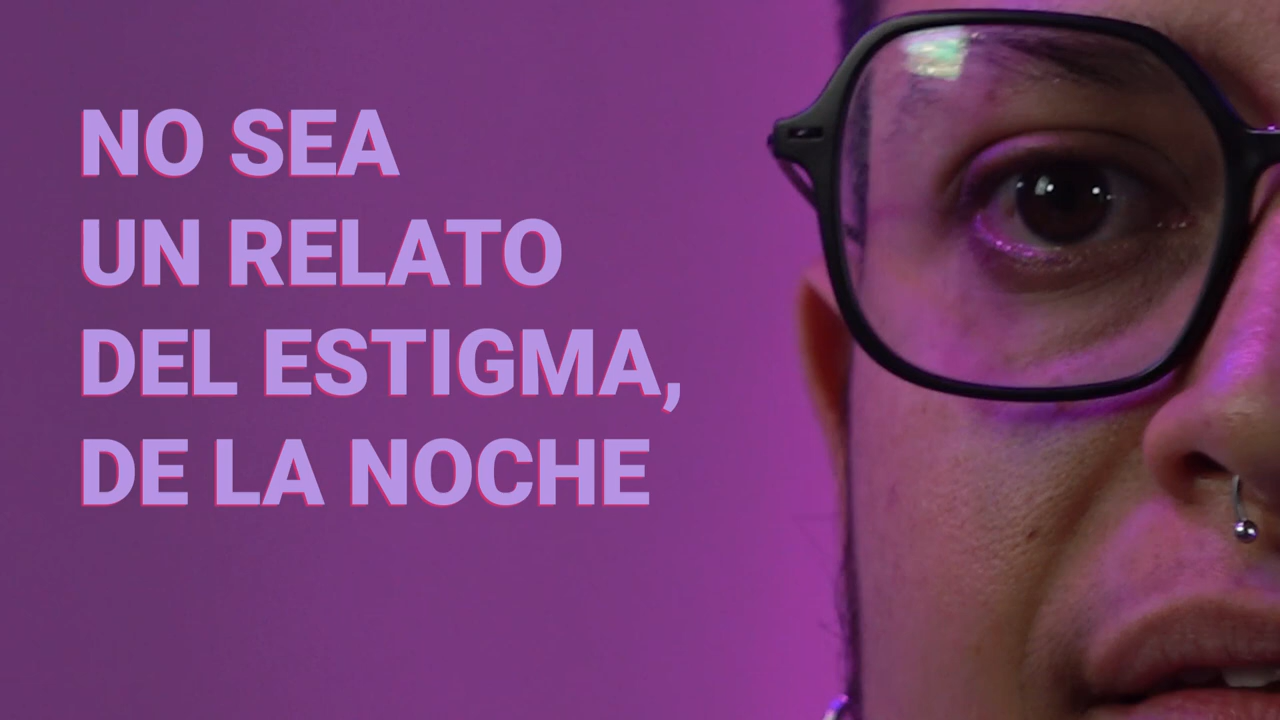 NO SEA
UN RELATO
DEL ESTIGMA,
DE LA NOCHE